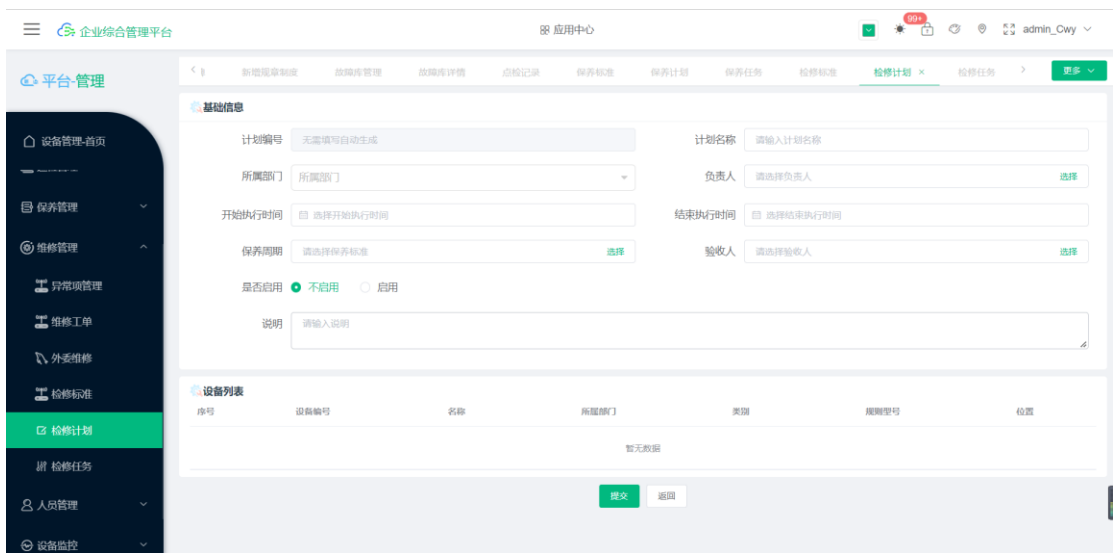 企业综合管理平台
应用中心
99+
admin_Cwy
平台-管理
新增规章制度 故障库管理 故障库详情 点检记录 保养标准 保养计划 保养任务 检修标准 检修计划 × 检修任务
更多
设备管理-首页
保养管理
维修管理
异常项管理
维修工单
外委维修
检修标准
检修计划
检修任务
人员管理
设备监控
基础信息
计划编号 无需填写自动生成
计划名称 请输入计划名称
所属部门 所属部门
负责人 请选择负责人 选择
开始执行时间 选择开始执行时间
结束执行时间 选择结束执行时间
保养周期 请选择保养标准 选择
验收人 请选择验收人 选择
是否启用 不启用 启用
说明 请输入说明
设备列表
序号 设备编号 名称 所属部门 类别 规则型号 位置
暂无数据
提交 返回